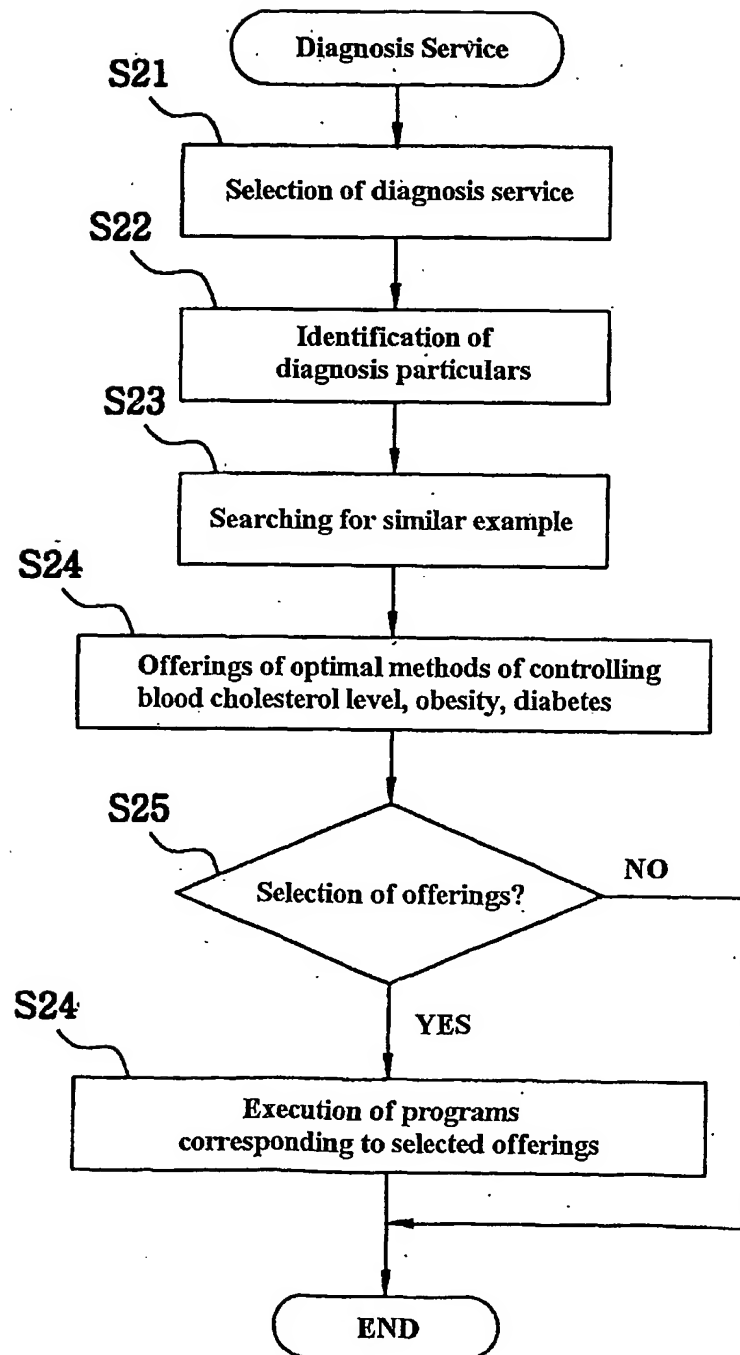 Diagnosis Service
S21
Selection of diagnosis service
S22
Identification of
diagnosis particulars
S23
Searching for similar example
S24
Offerings of optimal methods of controlling
blood cholesterol level, obesity, diabetes
S25
Selection of offerings?
NO
YES
S24
Execution of programs
corresponding to selected offerings
END